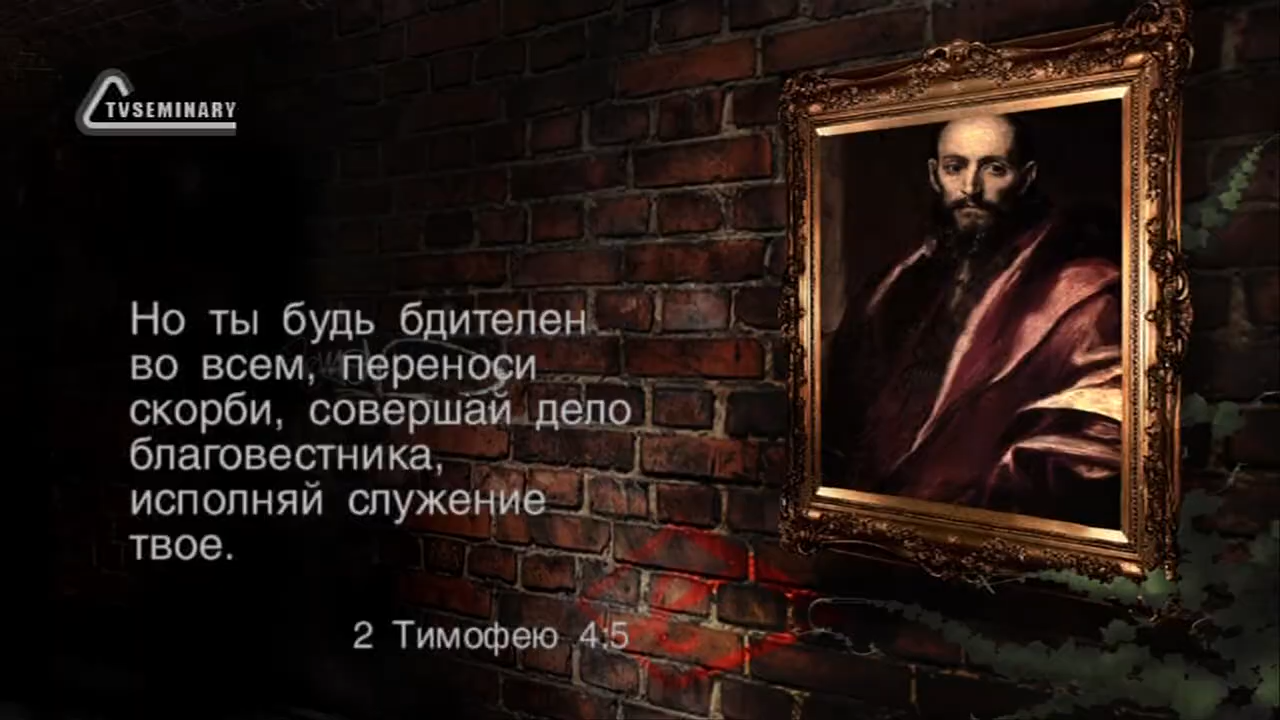 TVSEMINARY
Но ты будь бдителен
во всем, переноси
скорби, совершай дело
благовестника,
исполняй служение
твое.
2 Тимофею 4:5